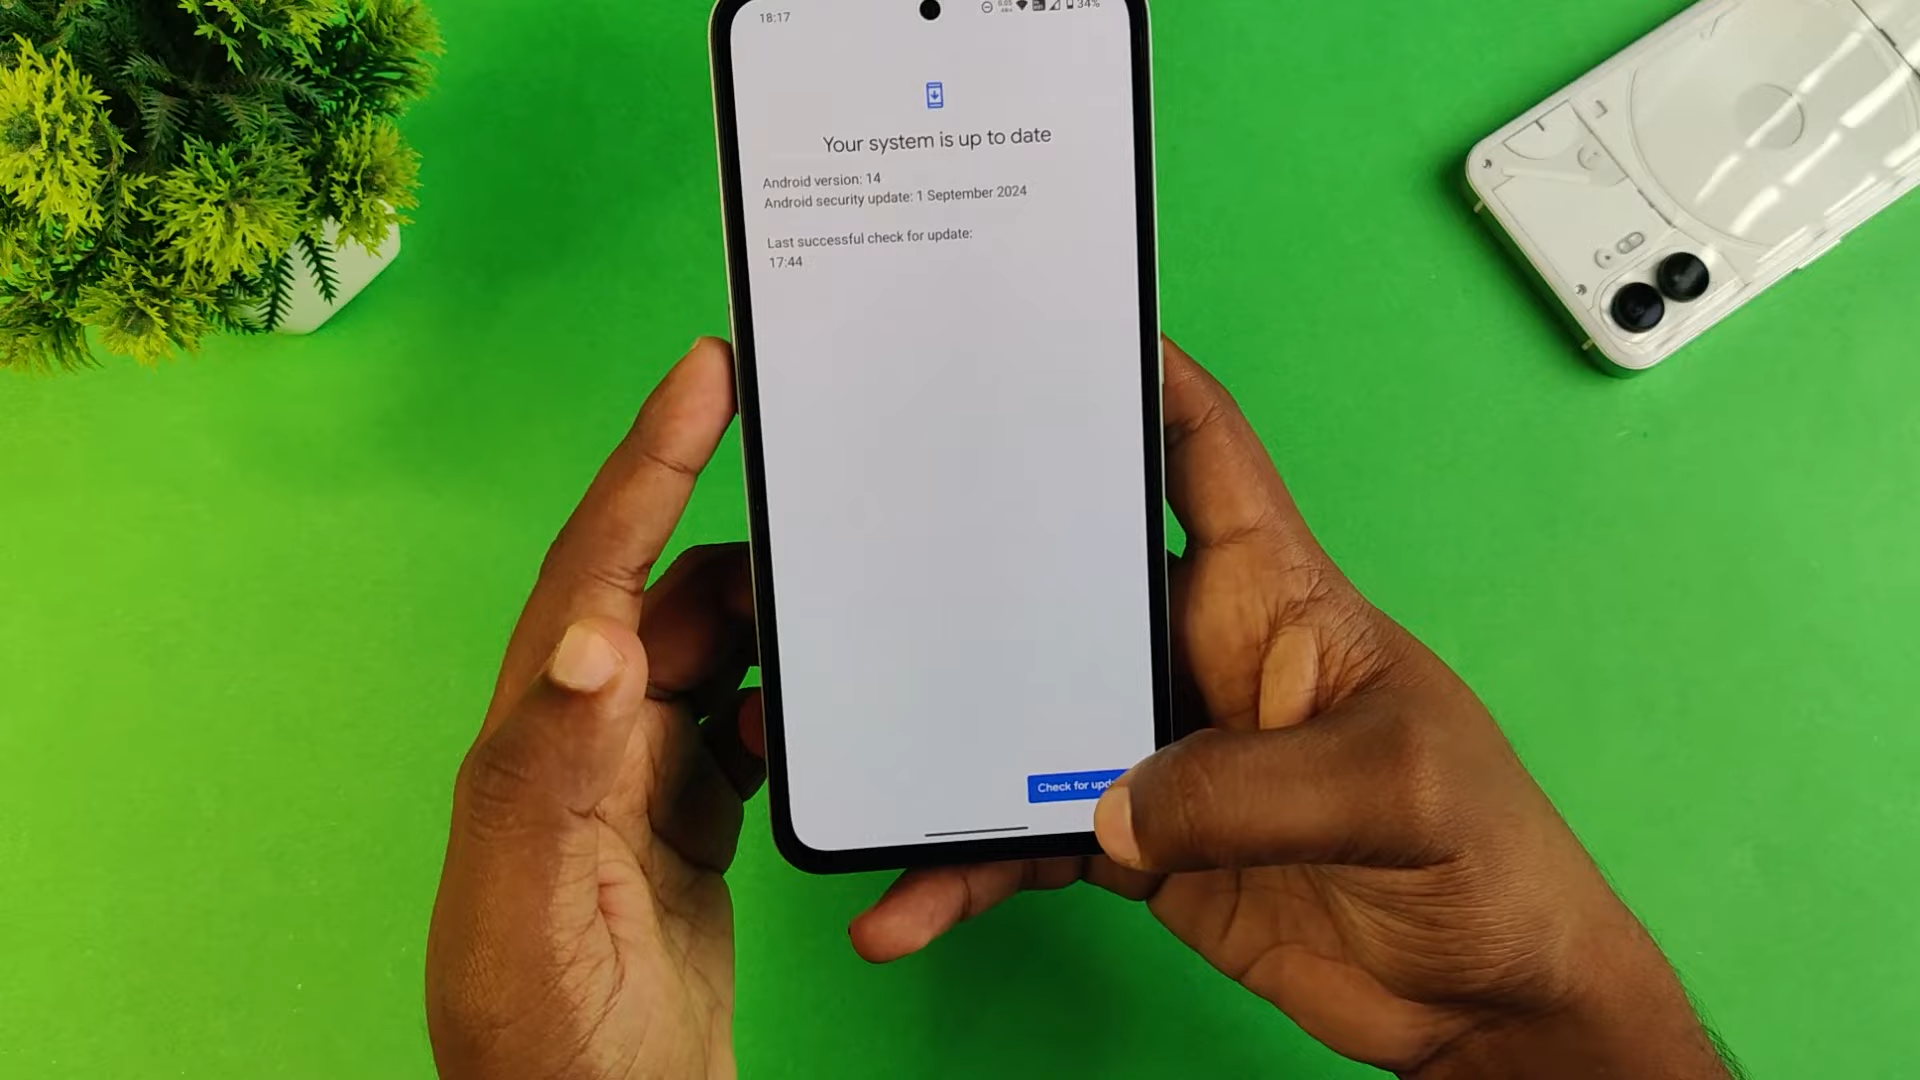 18:17
34%
Your system is up to date
Android version: 14
Android security update: 1 September 2024
Last successful check for update:
17:44
Check for upd